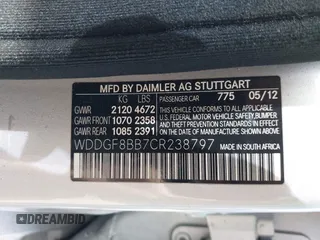 MFD BY DAIMLER AG STUTTGART
KG LBS PASSENGER CAR 775 05/12
GVWR 2120 4672 THIS VEHICLE CONFORMS TO ALL APPLICABLE
GAWR FRONT 1070 2358 U.S. FEDERAL MOTOR VEHICLE SAFETY, BUMPER,
GAWR REAR 1085 2391 AND THEFT PREVENTION STANDARDS IN EFFECT ON THE DATE OF MANUFACTURE SHOWN ABOVE.
WDDGF8BB7CR238797 MADE IN SOUTH AFRICA
DREAMBID